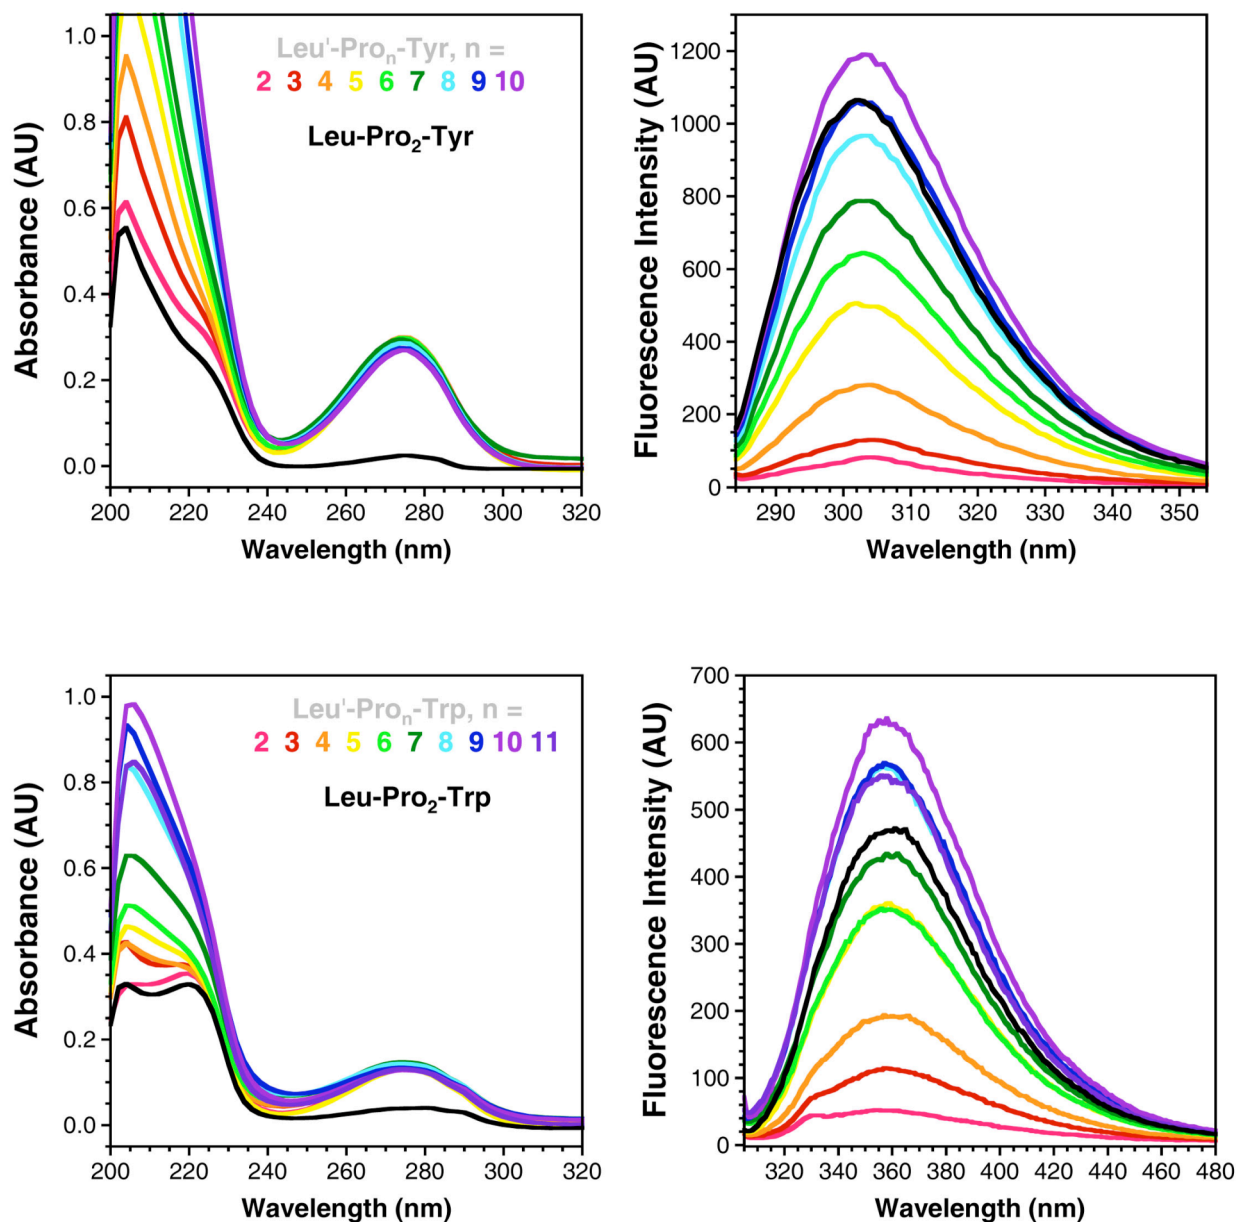 Leu'-Proₙ-Tyr, n =
2 3 4 5 6 7 8 9 10
Leu-Pro₂-Tyr
Absorbance (AU)
1.0
0.8
0.6
0.4
0.2
0.0
200 220 240 260 280 300 320
Wavelength (nm)
Fluorescence Intensity (AU)
1200
1000
800
600
400
200
0
290 300 310 320 330 340 350
Wavelength (nm)
Leu'-Proₙ-Trp, n =
2 3 4 5 6 7 8 9 10 11
Leu-Pro₂-Trp
Absorbance (AU)
1.0
0.8
0.6
0.4
0.2
0.0
200 220 240 260 280 300 320
Wavelength (nm)
Fluorescence Intensity (AU)
700
600
500
400
300
200
100
0
320 340 360 380 400 420 440 460 480
Wavelength (nm)